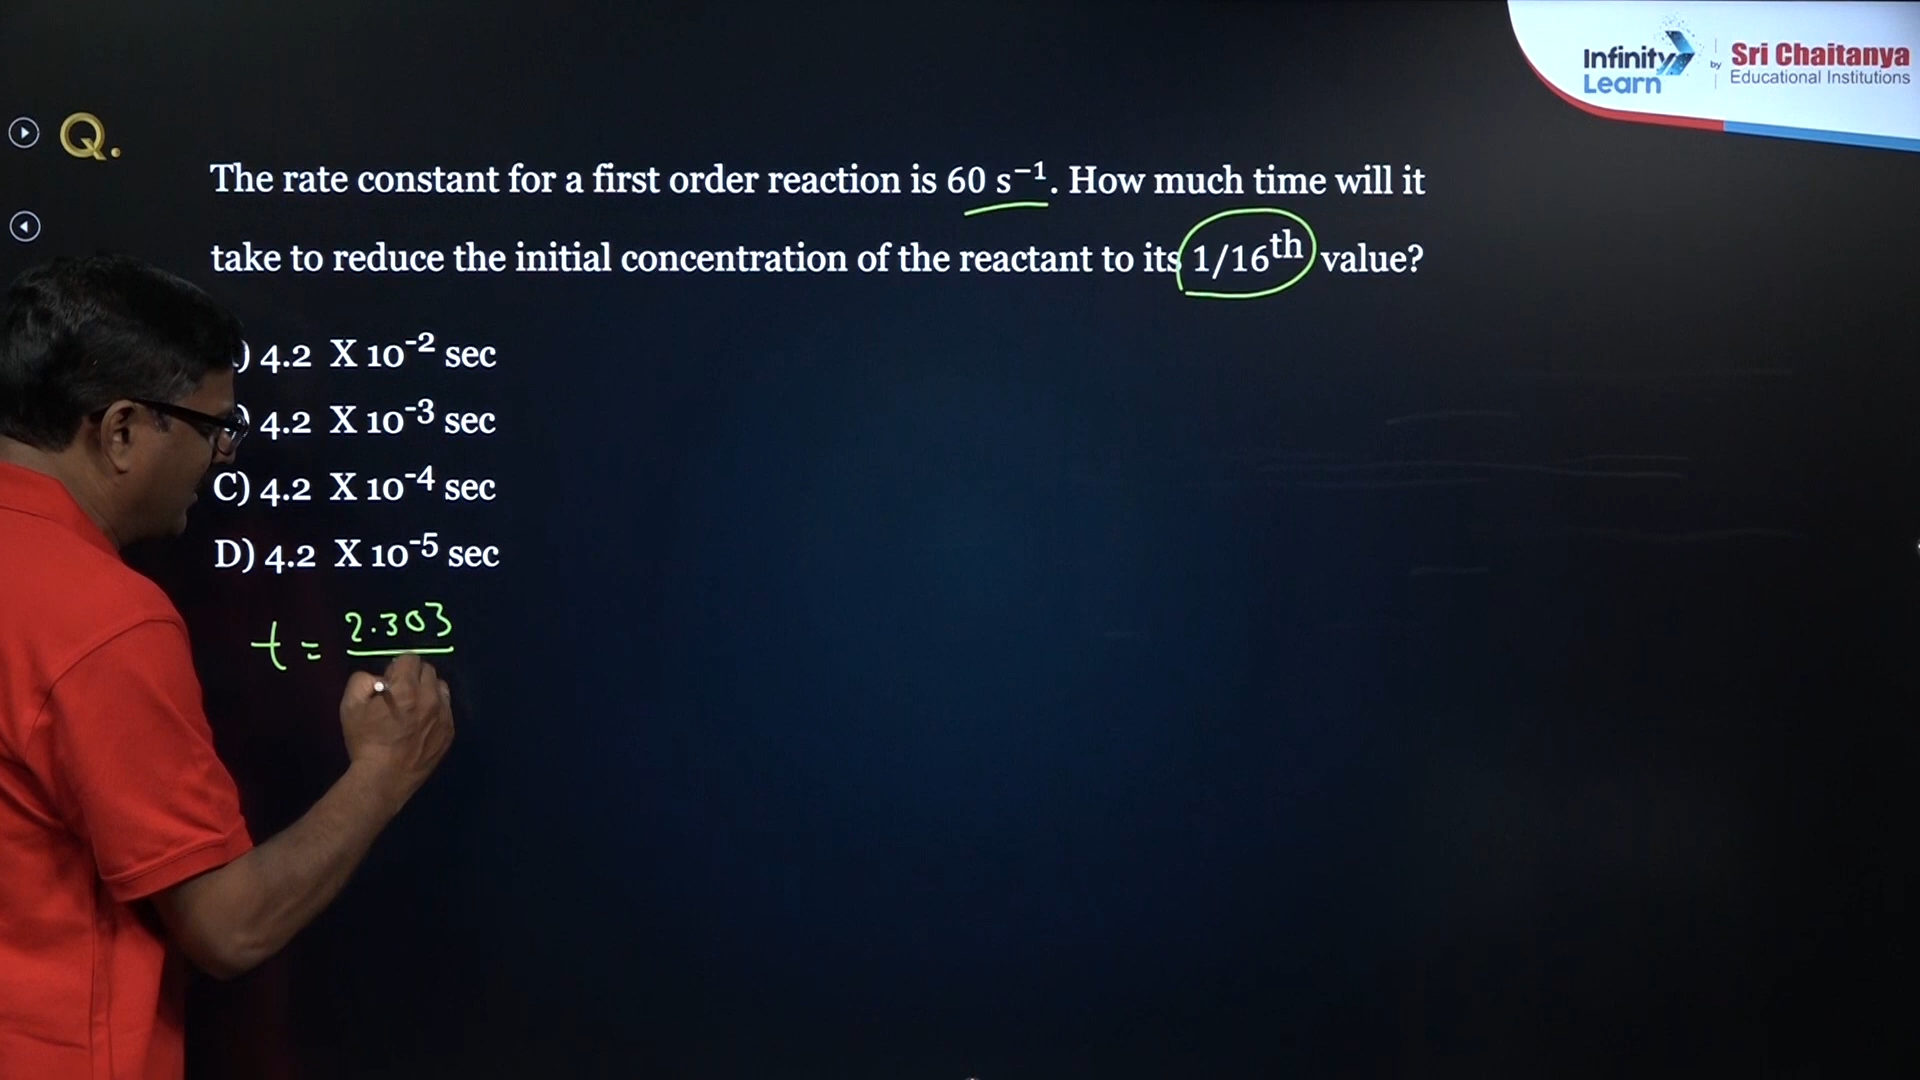 Infinity Learn by Sri Chaitanya Educational Institutions
Q.
The rate constant for a first order reaction is 60 s⁻¹. How much time will it
take to reduce the initial concentration of the reactant to its 1/16th value?
) 4.2 X 10⁻² sec
) 4.2 X 10⁻³ sec
C) 4.2 X 10⁻⁴ sec
D) 4.2 X 10⁻⁵ sec
t = 2.303